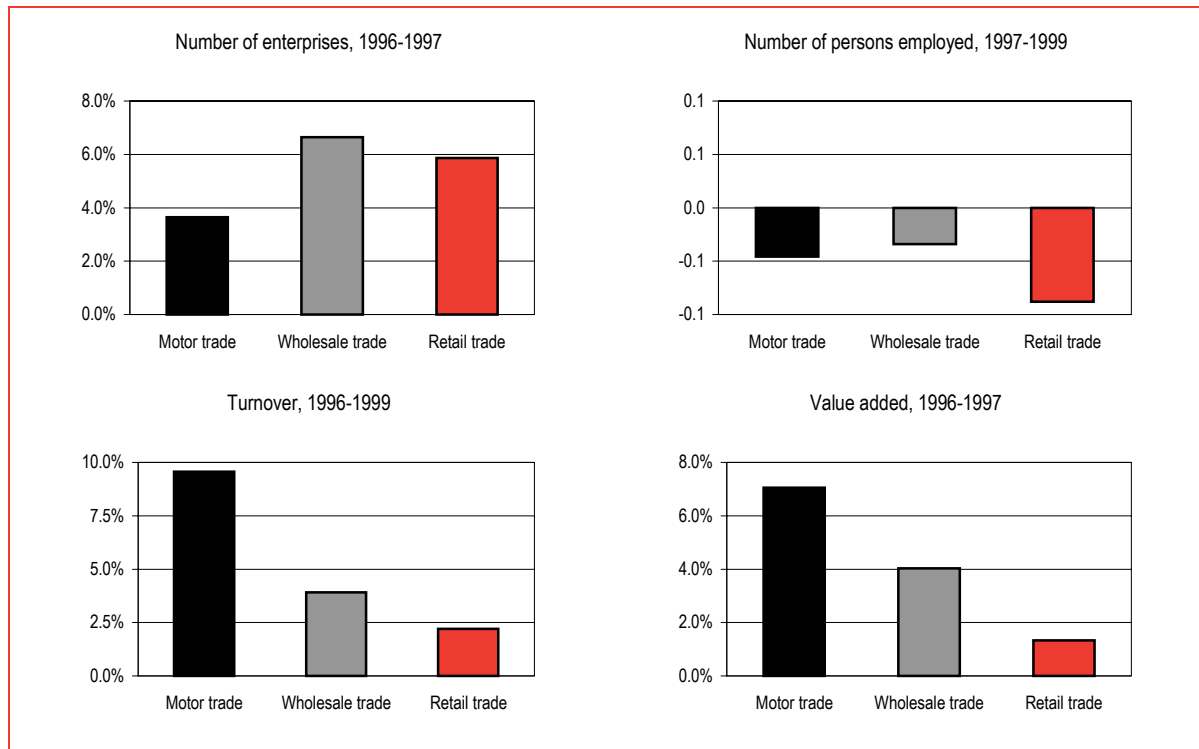 Number of enterprises, 1996-1997
8.0%
6.0%
4.0%
2.0%
0.0%
Motor trade Wholesale trade Retail trade
Number of persons employed, 1997-1999
0.1
0.1
0.0
-0.1
-0.1
Motor trade Wholesale trade Retail trade
Turnover, 1996-1999
10.0%
7.5%
5.0%
2.5%
0.0%
Motor trade Wholesale trade Retail trade
Value added, 1996-1997
8.0%
6.0%
4.0%
2.0%
0.0%
Motor trade Wholesale trade Retail trade